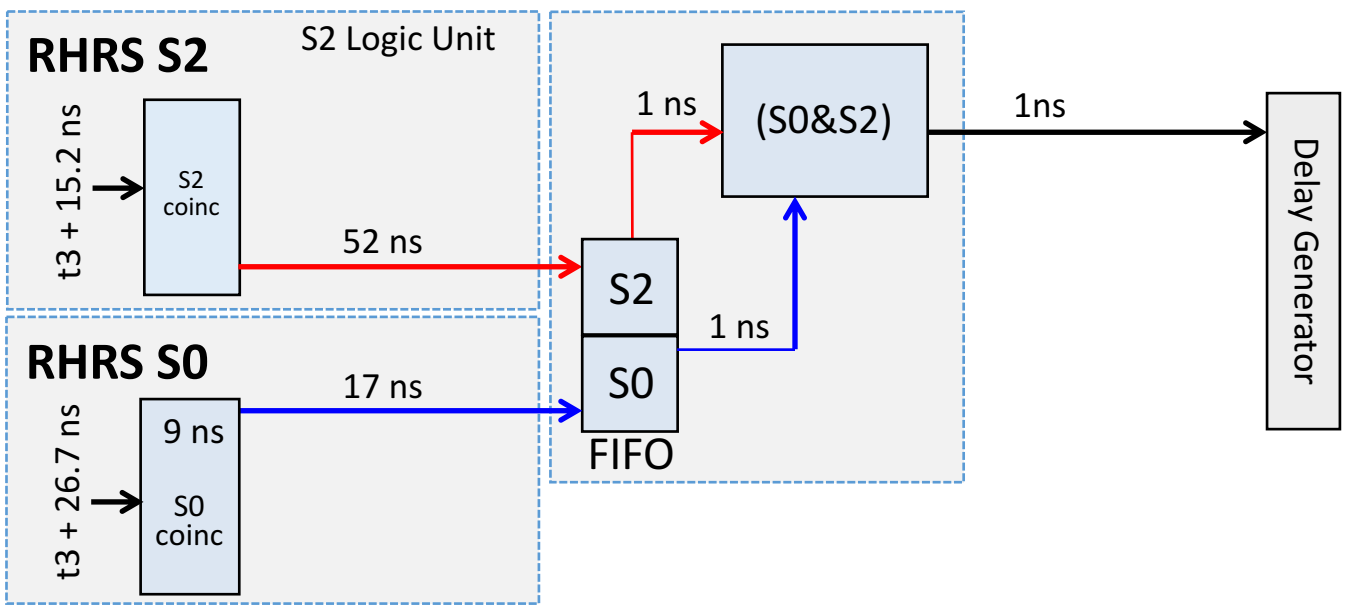 RHRS S2
S2 Logic Unit
t3 + 15.2 ns
S2
coinc
52 ns
RHRS S0
t3 + 26.7 ns
9 ns
S0
coinc
17 ns
1 ns
(S0&S2)
S2
1 ns
S0
FIFO
1ns
Delay Generator